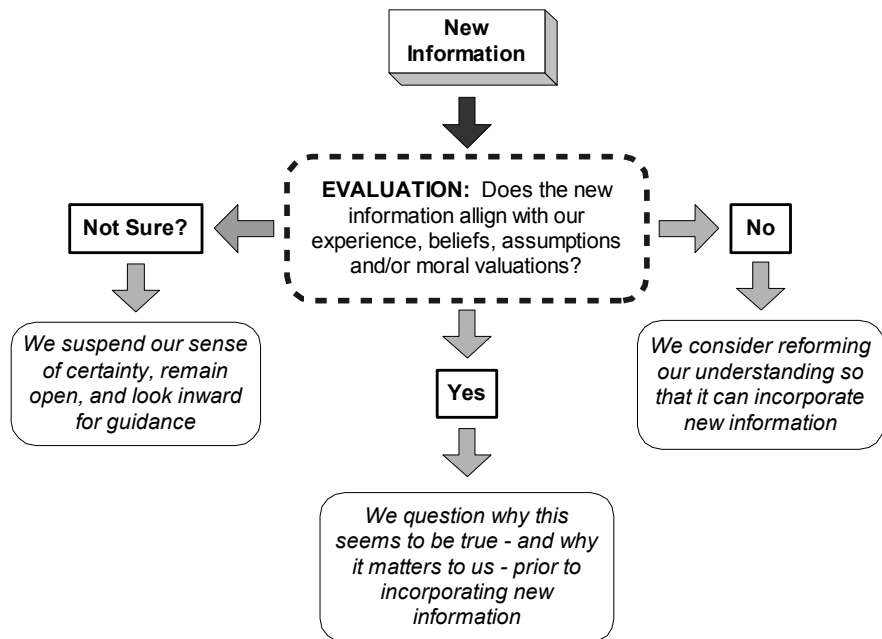 New
Information
EVALUATION: Does the new
information allign with our
experience, beliefs, assumptions
and/or moral valuations?
Not Sure?
No
We suspend our sense
of certainty, remain
open, and look inward
for guidance
Yes
We consider reforming
our understanding so
that it can incorporate
new information
We question why this
seems to be true - and why
it matters to us - prior to
incorporating new
information